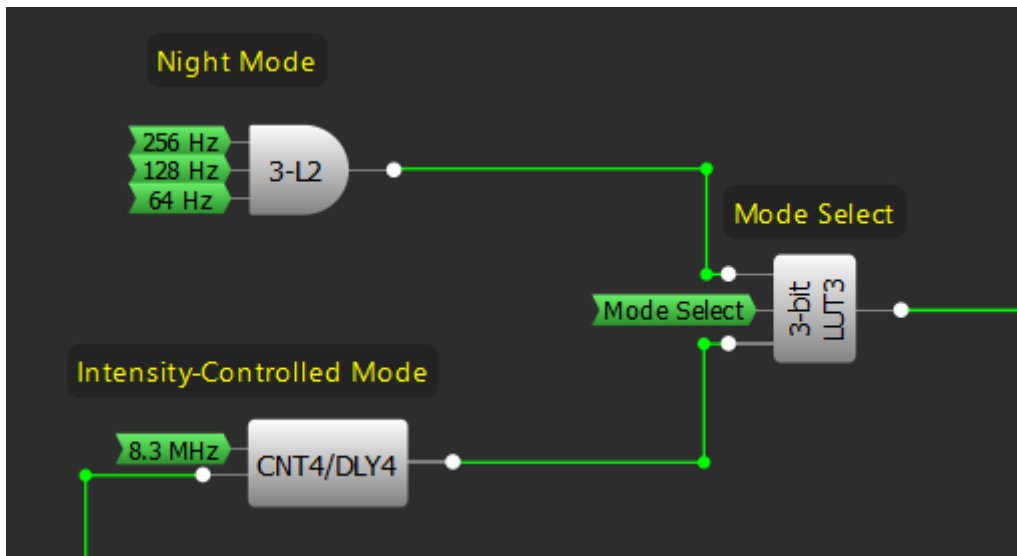 Night Mode
256 Hz
128 Hz
64 Hz
3-L2
Mode Select
Mode Select
3-bit
LUT3
Intensity-Controlled Mode
8.3 MHz
CNT4/DLY4